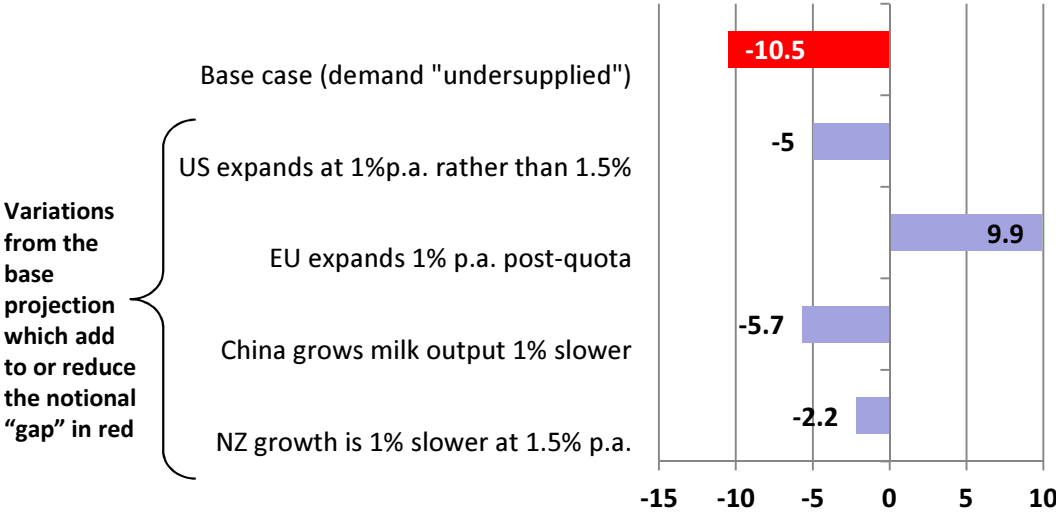 Base case (demand "undersupplied")
-10.5
US expands at 1%p.a. rather than 1.5%
-5
EU expands 1% p.a. post-quota
9.9
China grows milk output 1% slower
-5.7
NZ growth is 1% slower at 1.5% p.a.
-2.2
Variations
from the
base
projection
which add
to or reduce
the notional
“gap” in red
-15 -10 -5 0 5 10